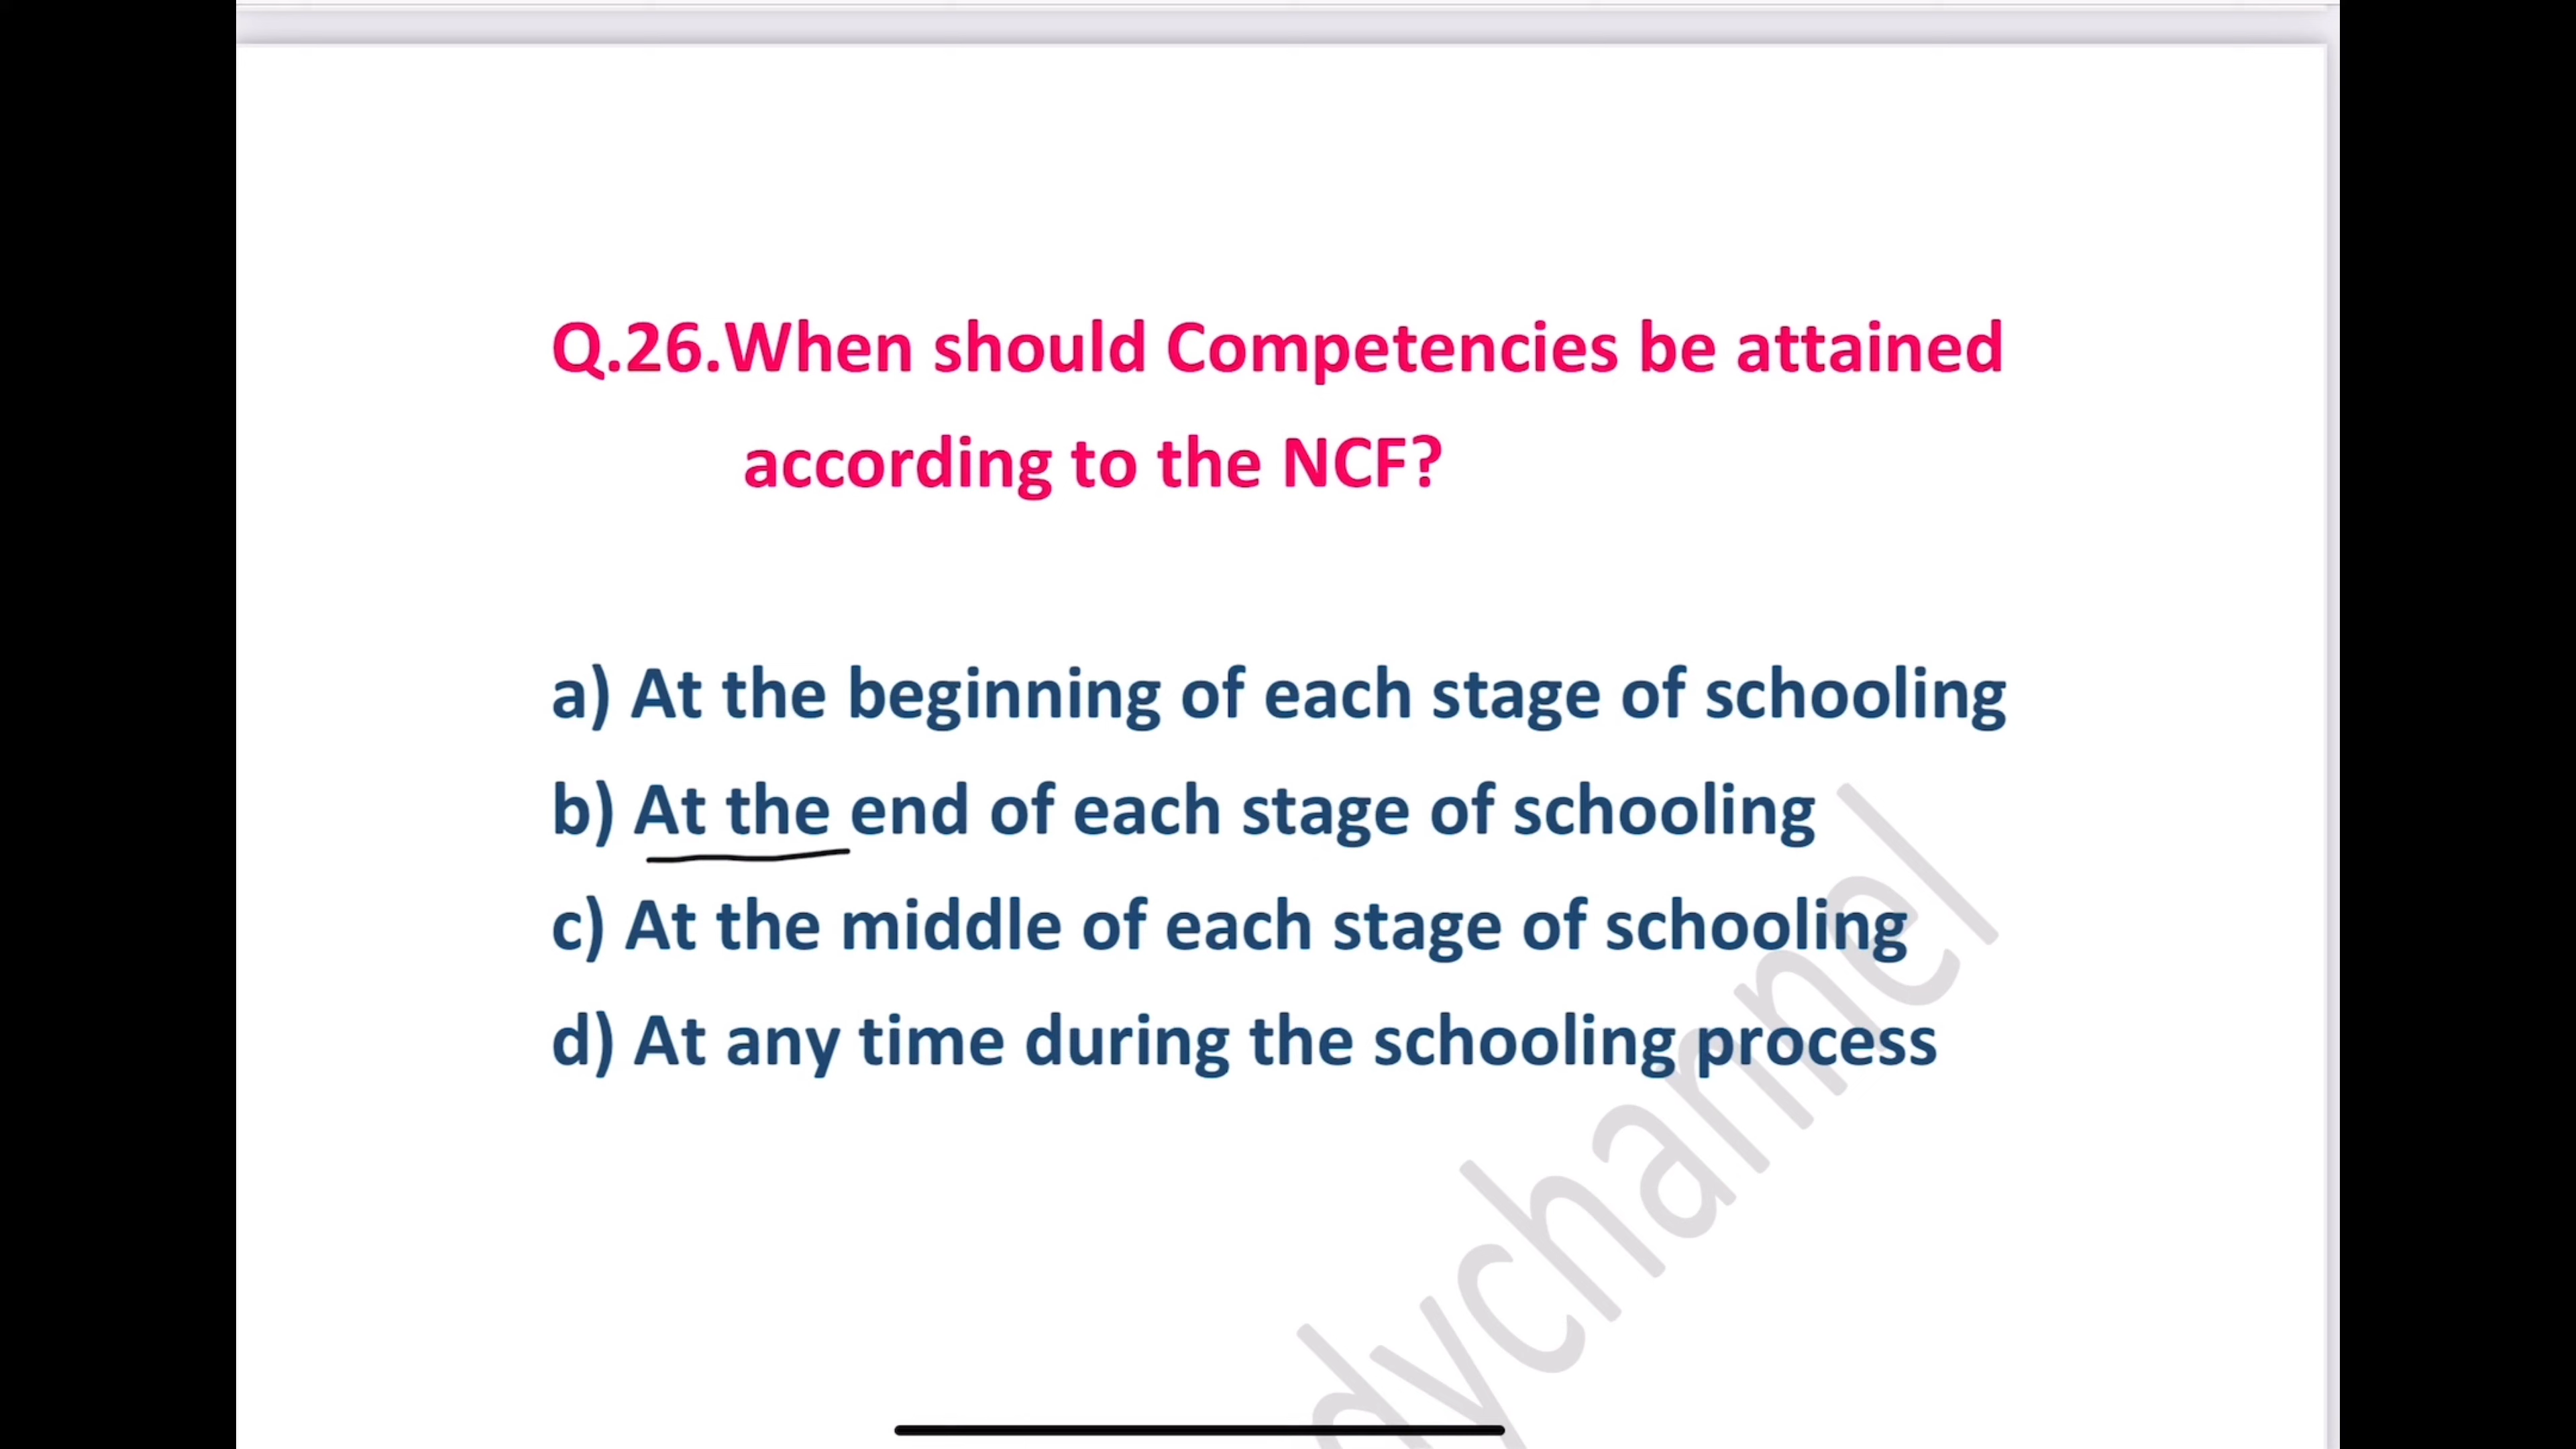 Q.26.When should Competencies be attained
according to the NCF?
a) At the beginning of each stage of schooling
b) At the end of each stage of schooling
c) At the middle of each stage of schooling
d) At any time during the schooling process
dychannel